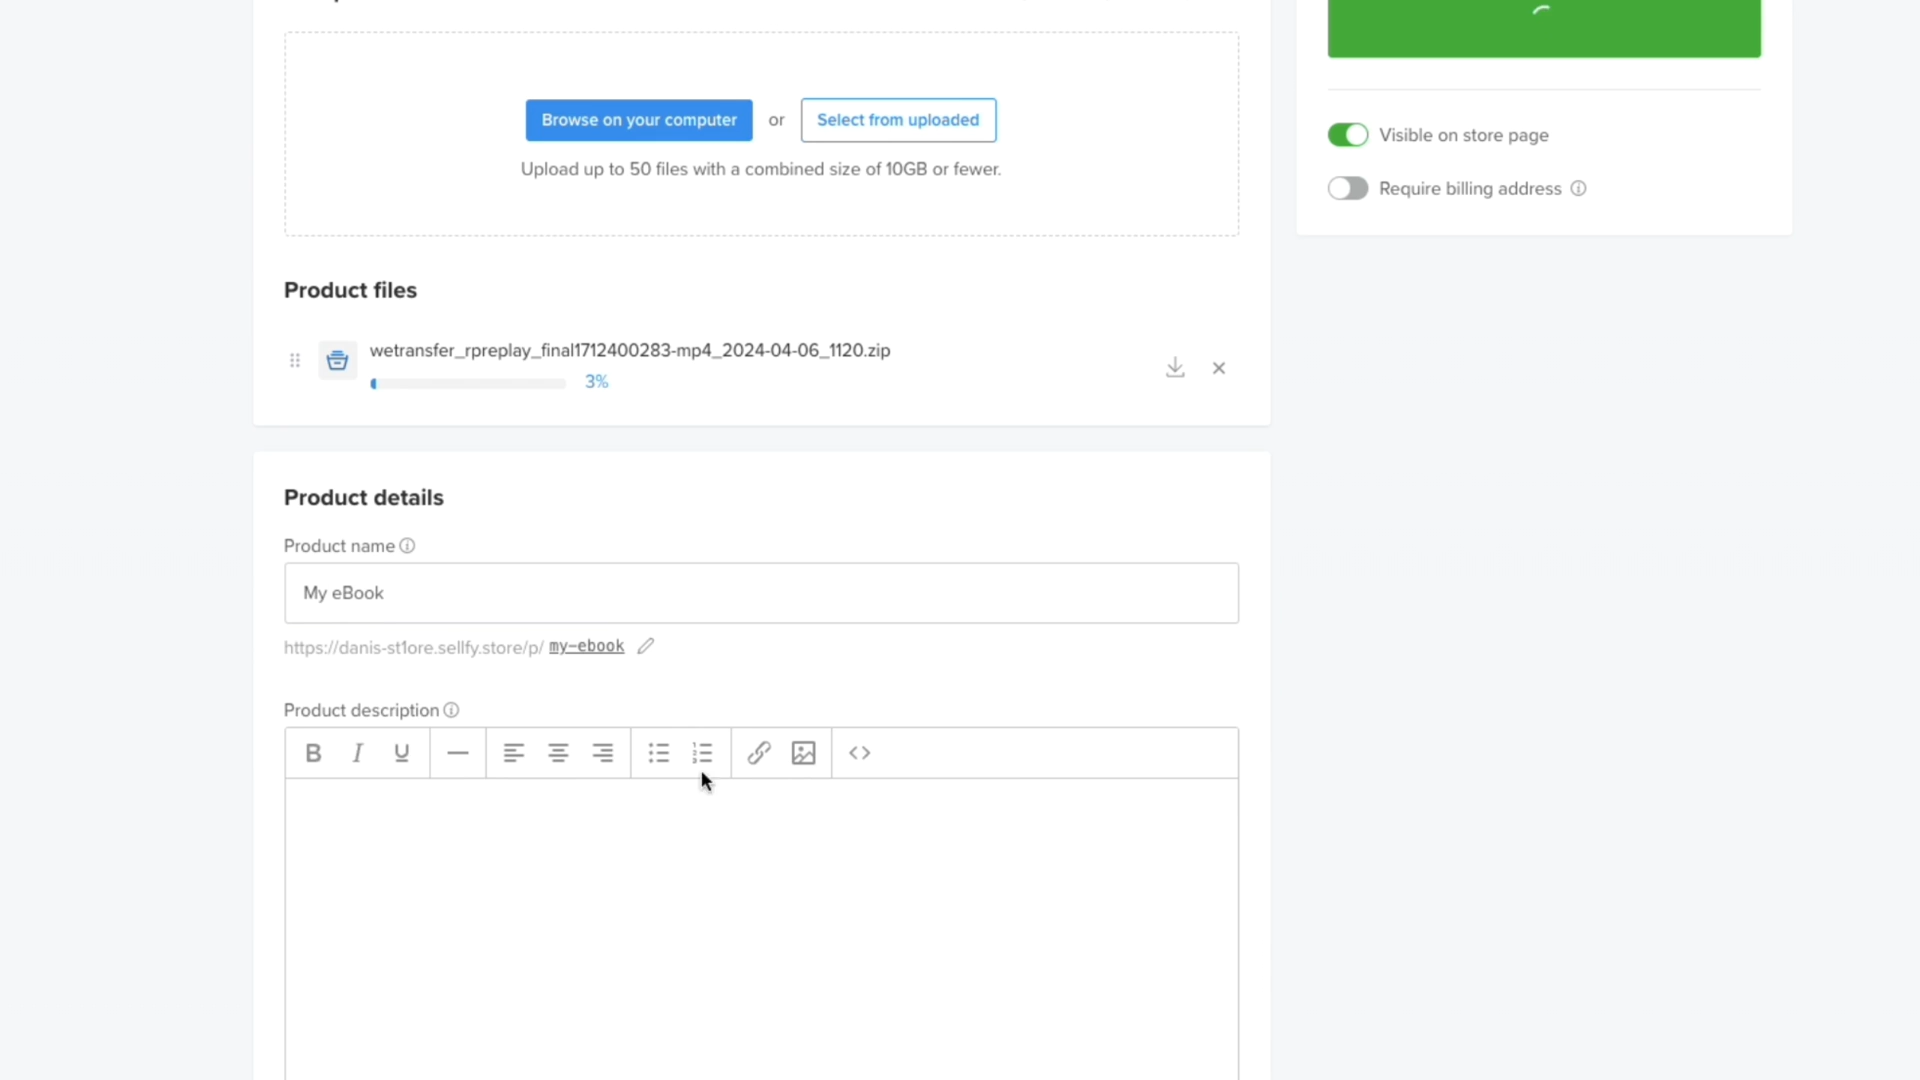 Browse on your computer or Select from uploaded
Upload up to 50 files with a combined size of 10GB or fewer.
Visible on store page
Require billing address
Product files
wetransfer_rpreplay_final1712400283-mp4_2024-04-06_1120.zip
3%
Product details
Product name
My eBook
https://danis-st1ore.sellfy.store/p/ my-ebook
Product description
B I U